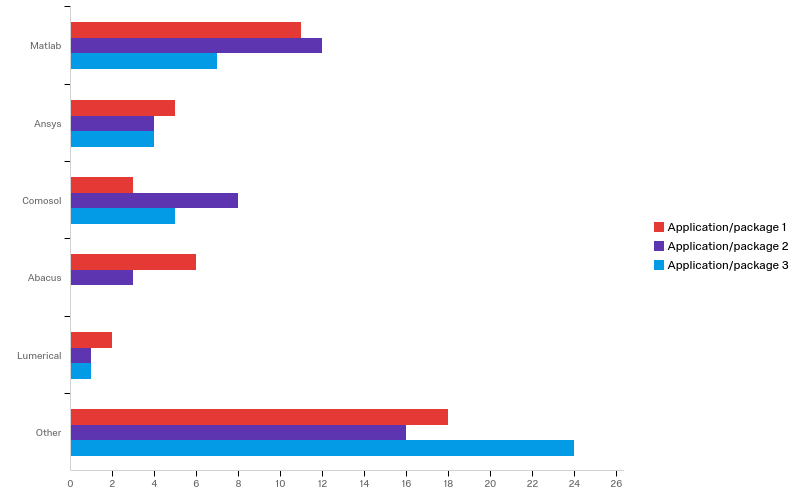 Matlab
Ansys
Comosol
Abacus
Lumerical
Other
0 2 4 6 8 10 12 14 16 18 20 22 24 26
Application/package 1
Application/package 2
Application/package 3